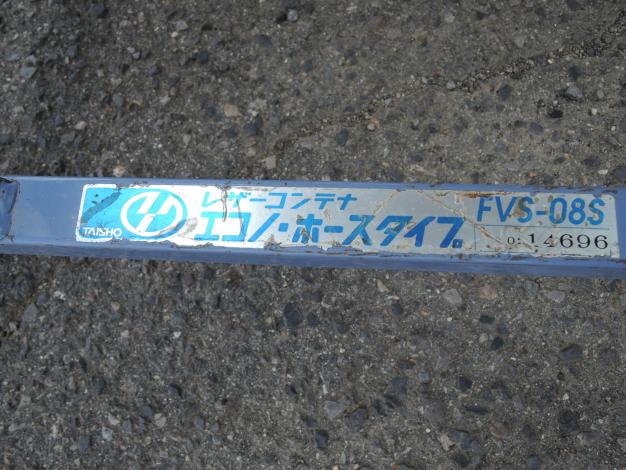 TAISHO
レザーコンテナ
エコノ・ホースタイプ
FVS-08S
14696